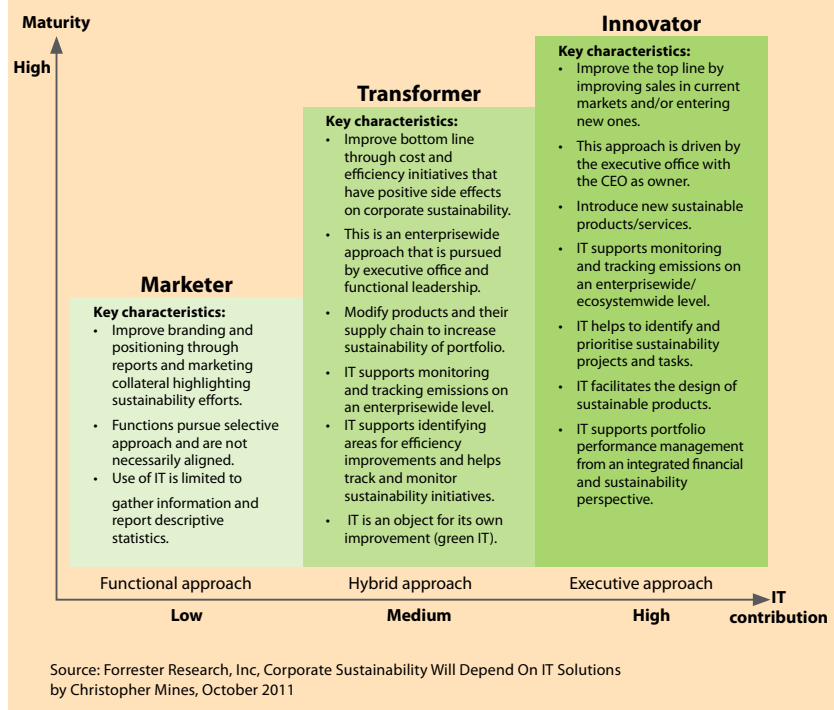 Maturity
High
Marketer
Key characteristics:
• Improve branding and
positioning through
reports and marketing
collateral highlighting
sustainability efforts.
• Functions pursue selective
approach and are not
necessarily aligned.
• Use of IT is limited to
gather information and
report descriptive
statistics.
Transformer
Key characteristics:
• Improve bottom line
through cost and
efficiency initiatives that
have positive side effects
on corporate sustainability.
• This is an enterprisewide
approach that is pursued
by executive office and
functional leadership.
• Modify products and their
supply chain to increase
sustainability of portfolio.
• IT supports monitoring
and tracking emissions on
an enterprisewide level.
• IT supports identifying
areas for efficiency
improvements and helps
track and monitor
sustainability initiatives.
• IT is an object for its own
improvement (green IT).
Innovator
Key characteristics:
• Improve the top line by
improving sales in current
markets and/or entering
new ones.
• This approach is driven by
the executive office with
the CEO as owner.
• Introduce new sustainable
products/services.
• IT supports monitoring
and tracking emissions on
an enterprisewide/
ecosystemwide level.
• IT helps to identify and
prioritise sustainability
projects and tasks.
• IT facilitates the design of
sustainable products.
• IT supports portfolio
performance management
from an integrated financial
and sustainability
perspective.
Functional approach
Hybrid approach
Executive approach
Low
Medium
High
IT
contribution
Source: Forrester Research, Inc, Corporate Sustainability Will Depend On IT Solutions
by Christopher Mines, October 2011